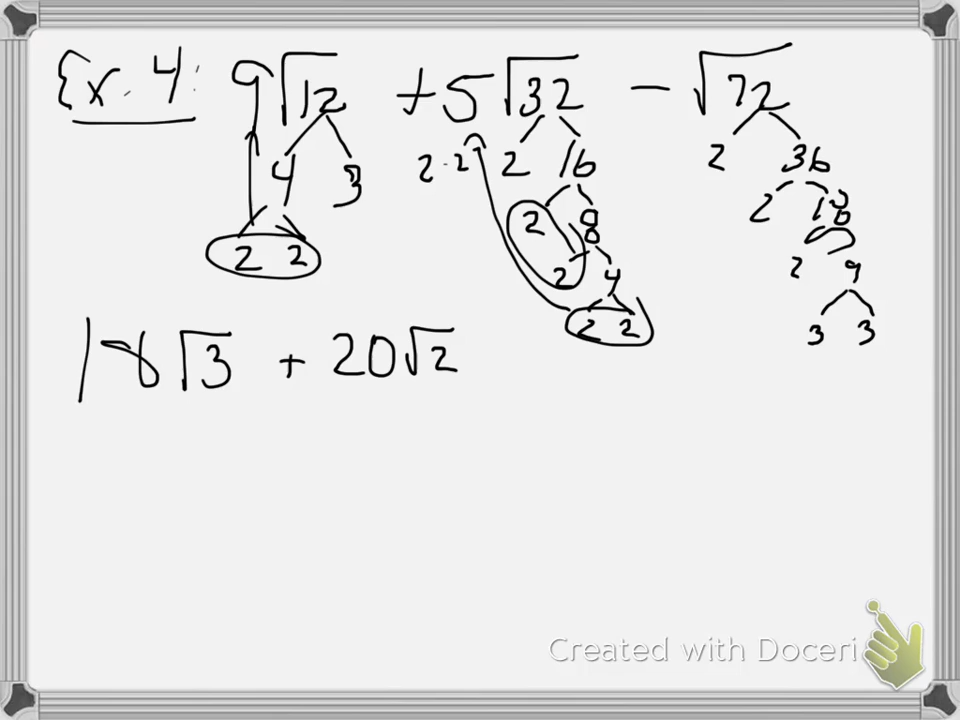 Ex. 4: 9√12 + 5√32 − √72
4 3 2·2 2 16 2 36
2 8 2 18
2 2 2 4 2 9
2 2 3 3
18√3 + 20√2
Created with Doceri